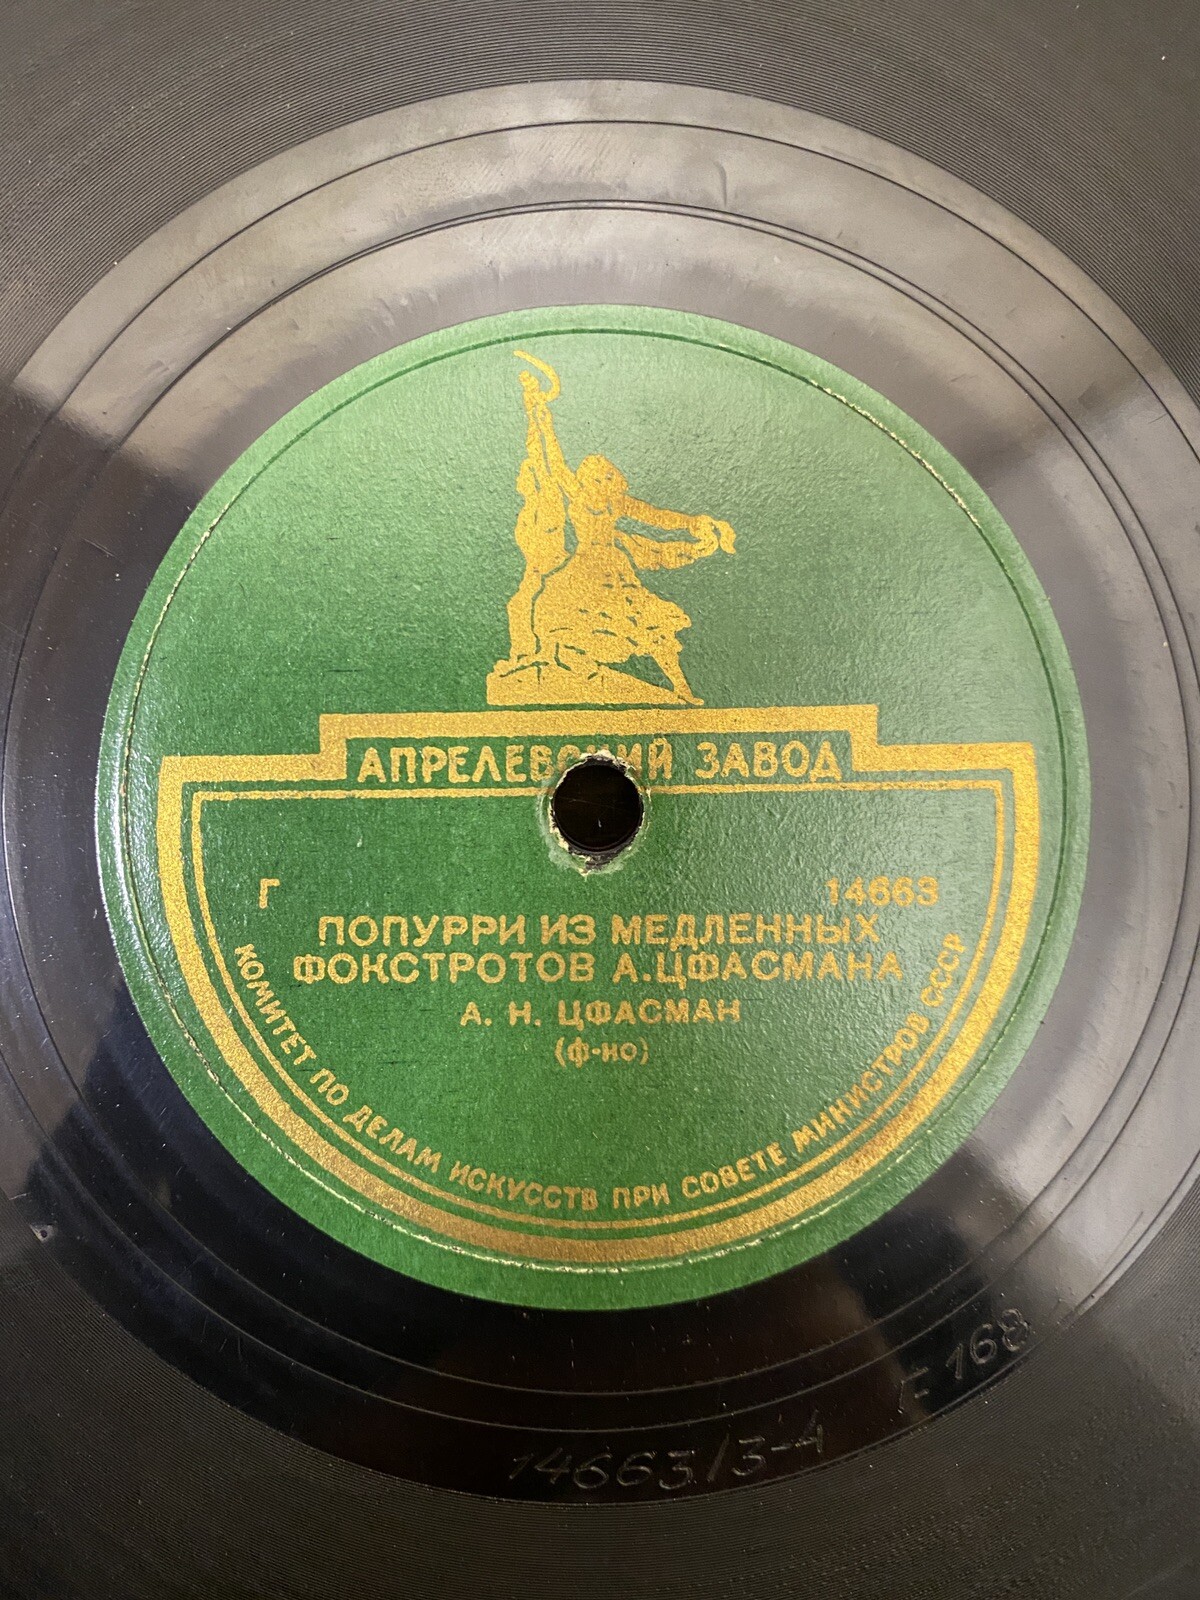 АПРЕЛЕВСКИЙ ЗАВОД
Г 14663
ПОПУРРИ ИЗ МЕДЛЕННЫХ
ФОКСТРОТОВ А.ЦФАСМАНА
А. Н. ЦФАСМАН
(ф-но)
КОМИТЕТ ПО ДЕЛАМ ИСКУССТВ ПРИ СОВЕТЕ МИНИСТРОВ СССР
14663/3-4
168